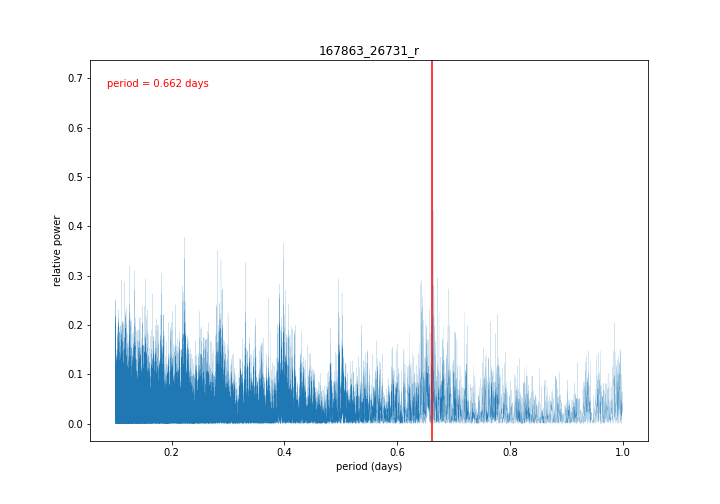 167863_26731_r
period = 0.662 days
relative power
0.7
0.6
0.5
0.4
0.3
0.2
0.1
0.0
0.2 0.4 0.6 0.8 1.0
period (days)